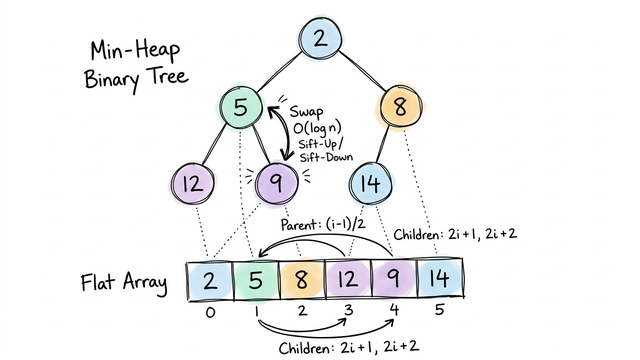 Min-Heap
Binary Tree
2
5
8
Swap
O(log n)
Sift-Up/
Sift-Down
12
9
14
Parent: (i-1)/2
Children: 2i+1, 2i+2
Flat Array
2 5 8 12 9 14
0 1 2 3 4 5
Children: 2i+1, 2i+2